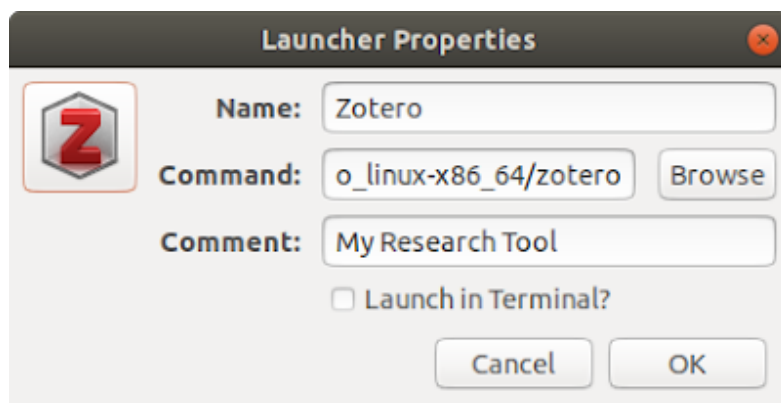 Launcher Properties
Z
Name: Zotero
Command: o_linux-x86_64/zotero Browse
Comment: My Research Tool
Launch in Terminal?
Cancel OK